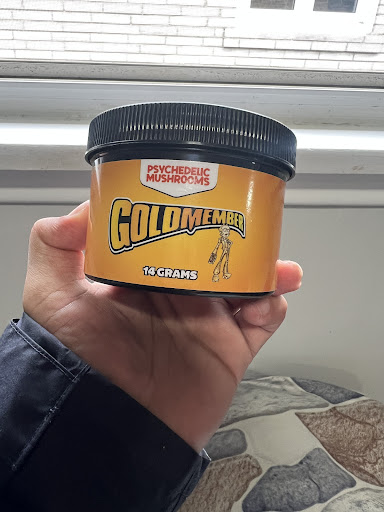 PSYCHEDELIC
MUSHROOMS
GOLDMEMBER
14 GRAMS